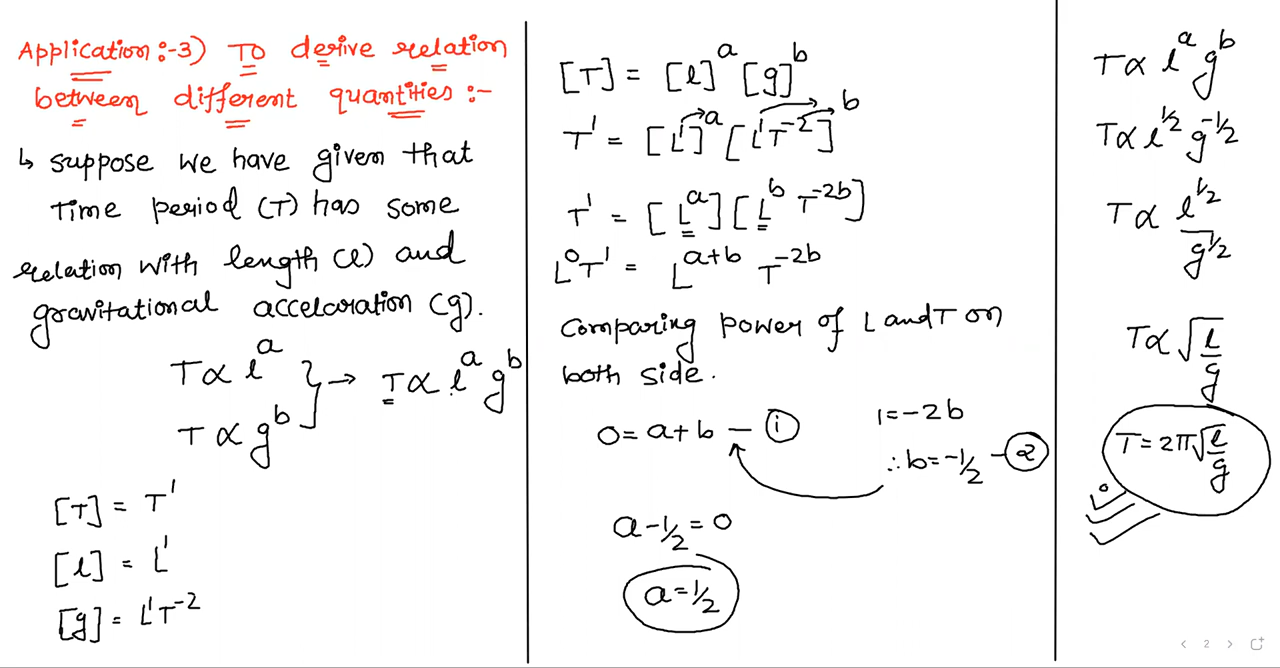 Application:-3) To derive relation
between different quantities:-
↳ suppose we have given that
Time period (T) has some
relation with length (l) and
gravitational accelaration (g).
T ∝ l^a
T ∝ g^b
} → T ∝ l^a g^b
[T] = T^1
[l] = L^1
[g] = L^1 T^-2
[T] = [l]^a [g]^b
T^1 = [L^1]^a [L^1 T^-2]^b
T^1 = [L^a] [L^b T^-2b]
L^0 T^1 = L^a+b T^-2b
Comparing power of L and T on
both side.
0 = a + b — ①
1 = -2b
∴ b = -1/2 — ②
a - 1/2 = 0
a = 1/2
T ∝ l^a g^b
T ∝ l^1/2 g^-1/2
T ∝ l^1/2 / g^1/2
T ∝ √(l/g)
T = 2π√(l/g)
< 2 >